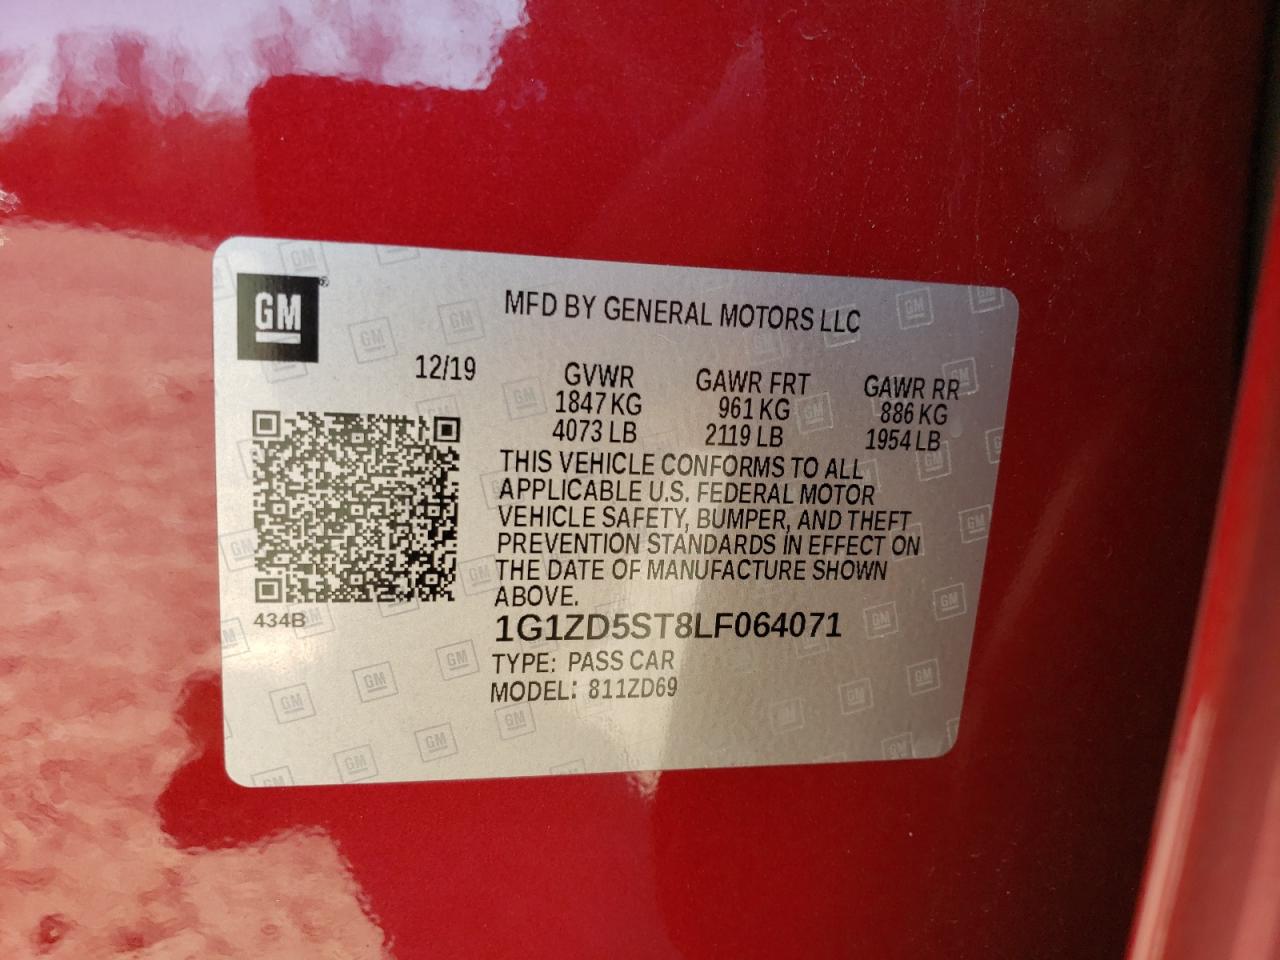 GM
MFD BY GENERAL MOTORS LLC
12/19
GVWR GAWR FRT GAWR RR
1847 KG 961 KG 886 KG
4073 LB 2119 LB 1954 LB
THIS VEHICLE CONFORMS TO ALL
APPLICABLE U.S. FEDERAL MOTOR
VEHICLE SAFETY, BUMPER, AND THEFT
PREVENTION STANDARDS IN EFFECT ON
THE DATE OF MANUFACTURE SHOWN
ABOVE.
434B
1G1ZD5ST8LF064071
TYPE: PASS CAR
MODEL: 811ZD69